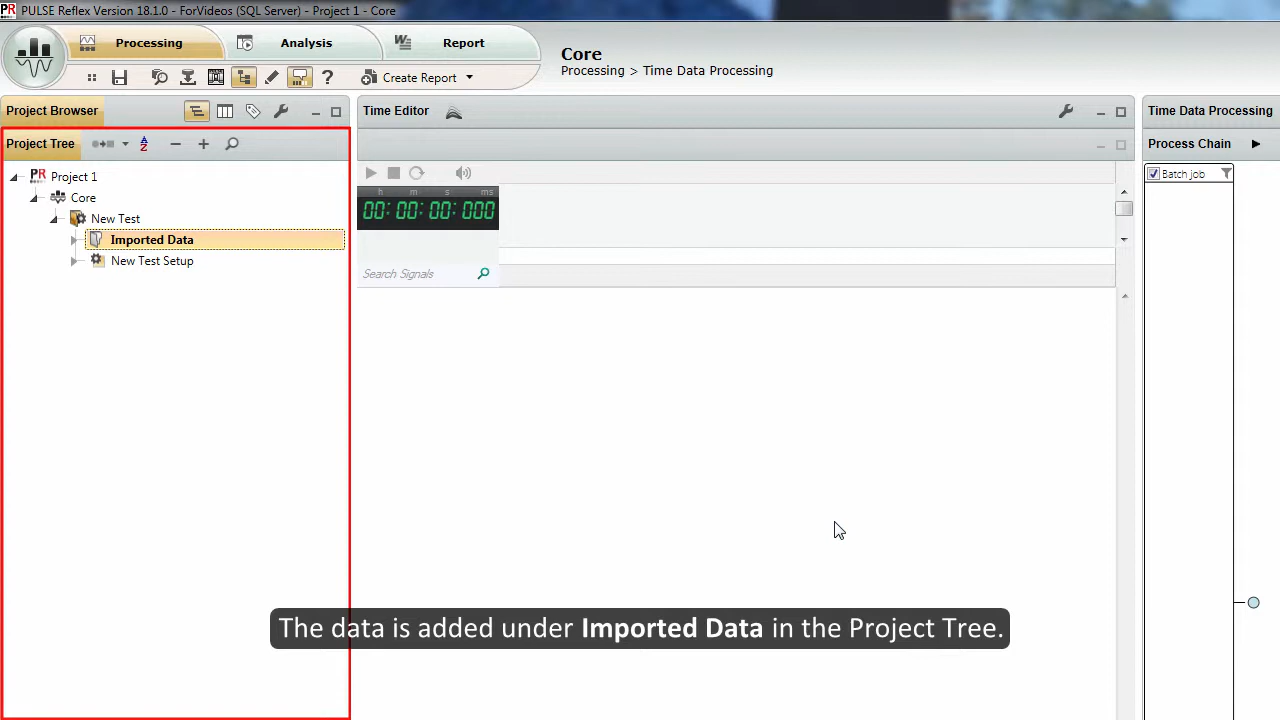 PR PULSE Reflex Version 18.1.0 - ForVideos (SQL Server) - Project 1 - Core
Processing
Analysis
Report
Core
Processing > Time Data Processing
? Create Report
Project Browser
Time Editor
Time Data Processing
Project Tree
A
Z
Process Chain
PR Project 1
Core
New Test
Imported Data
New Test Setup
h m s ms
00: 00: 00: 000
Search Signals
Batch job
The data is added under Imported Data in the Project Tree.